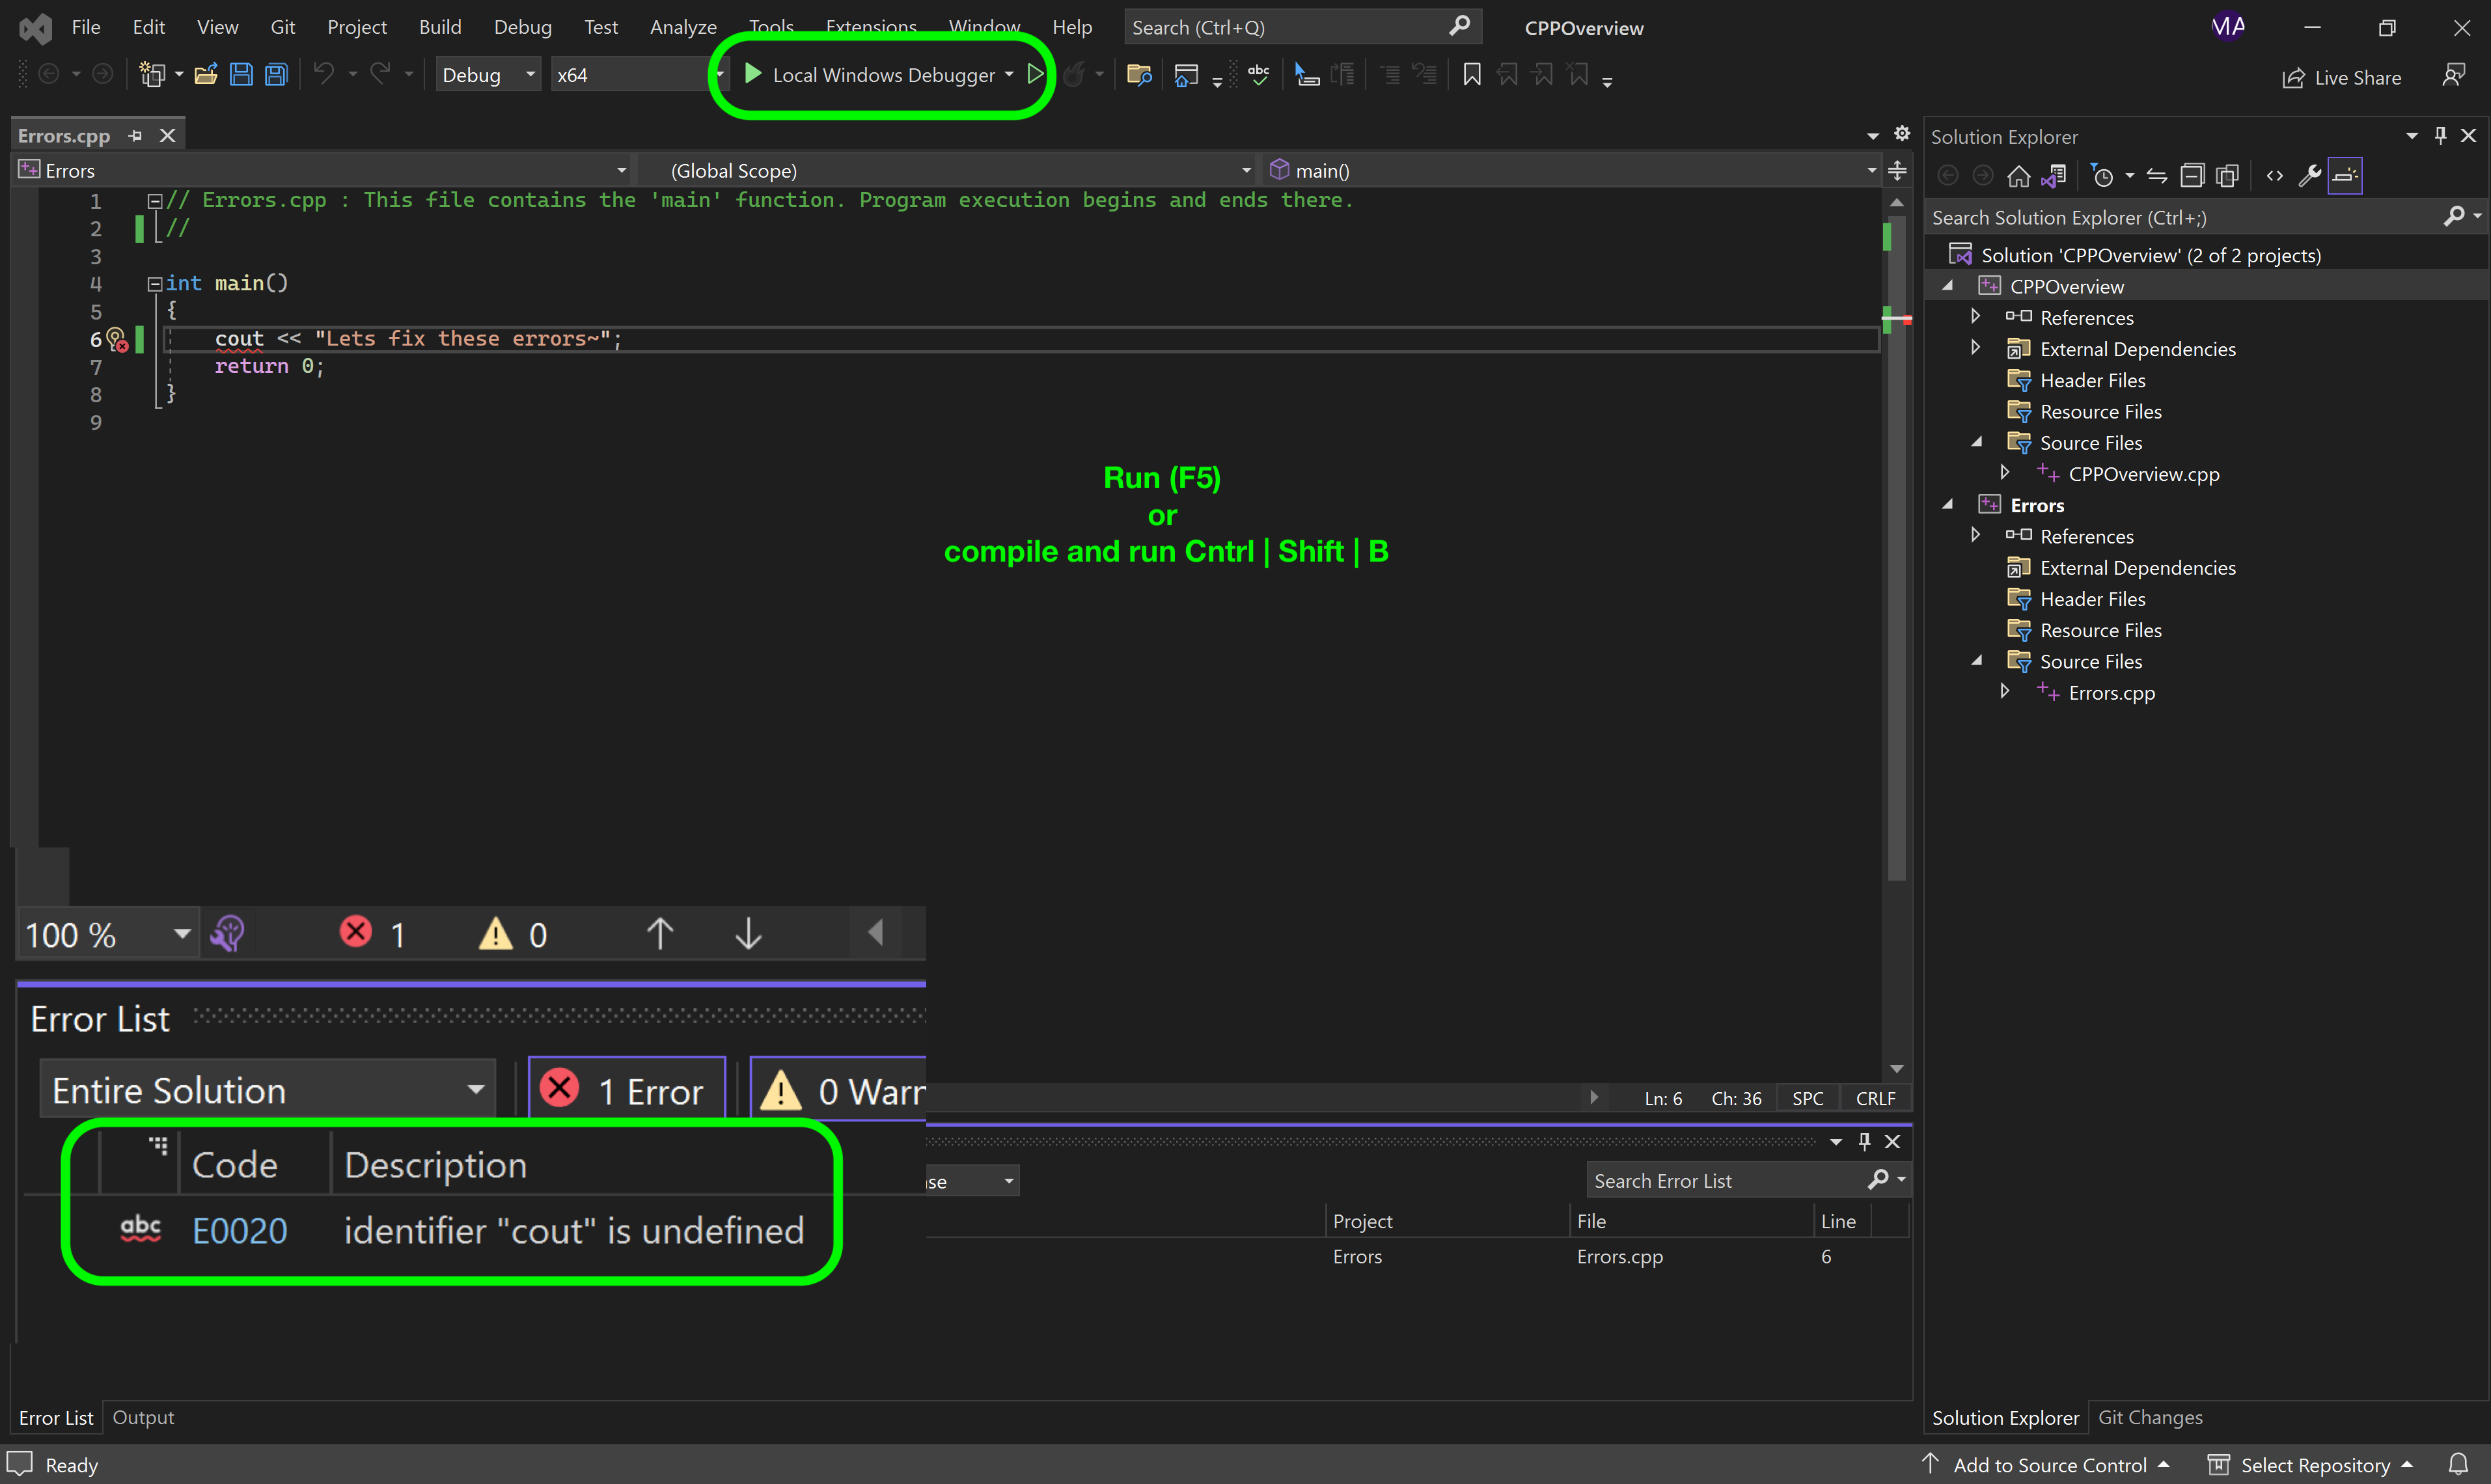 File Edit View Git Project Build Debug Test Analyze Tools Extensions Window Help Search (Ctrl+Q) CPPOverview MA
Debug x64 Local Windows Debugger abc Live Share
Errors.cpp
Errors (Global Scope) main()
1 // Errors.cpp : This file contains the 'main' function. Program execution begins and ends there.
2 //
3
4 int main()
5 {
6 cout << "Lets fix these errors~";
7 return 0;
8 }
9
Run (F5)
or
compile and run Cntrl | Shift | B
100 % 1 0
Error List
Entire Solution 1 Error 0 Warn
Code Description
abc E0020 identifier "cout" is undefined
Ln: 6 Ch: 36 SPC CRLF
se Search Error List
Project File Line
Errors Errors.cpp 6
Error List Output
Solution Explorer
Search Solution Explorer (Ctrl+;)
Solution 'CPPOverview' (2 of 2 projects)
CPPOverview
References
External Dependencies
Header Files
Resource Files
Source Files
CPPOverview.cpp
Errors
References
External Dependencies
Header Files
Resource Files
Source Files
Errors.cpp
Solution Explorer Git Changes
Ready Add to Source Control Select Repository